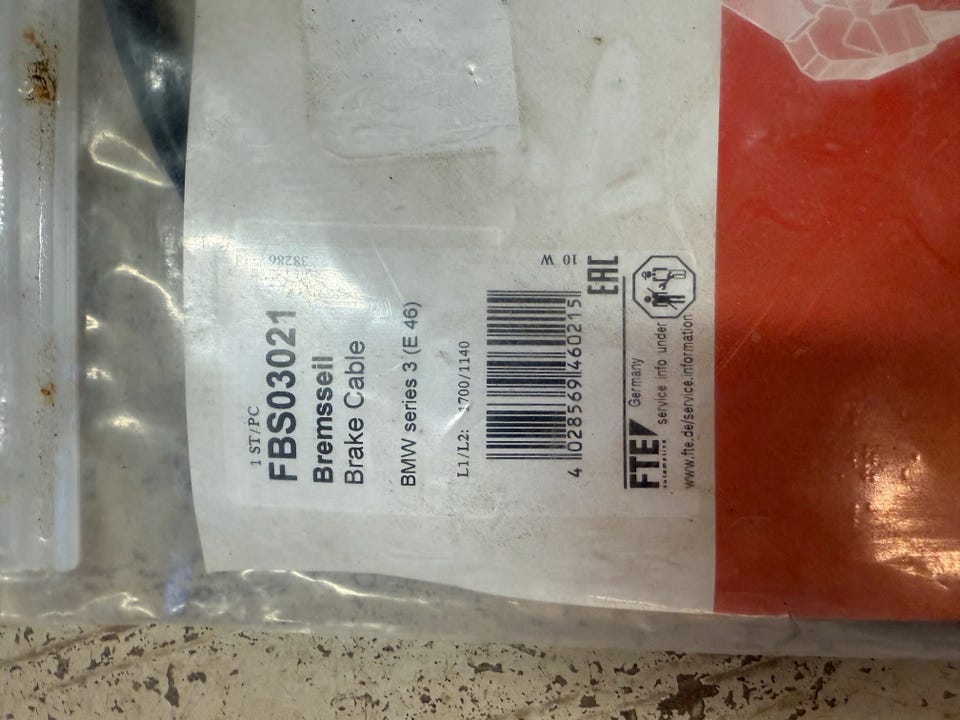 1 ST/PC
38286
FBS03021
Bremsseil
Brake Cable
BMW series 3 (E 46)
L1/L2: 1700/1140
10 W
4 028569 460215
EAC
FTE automotive Germany
service info under
www.fte.de/service.information